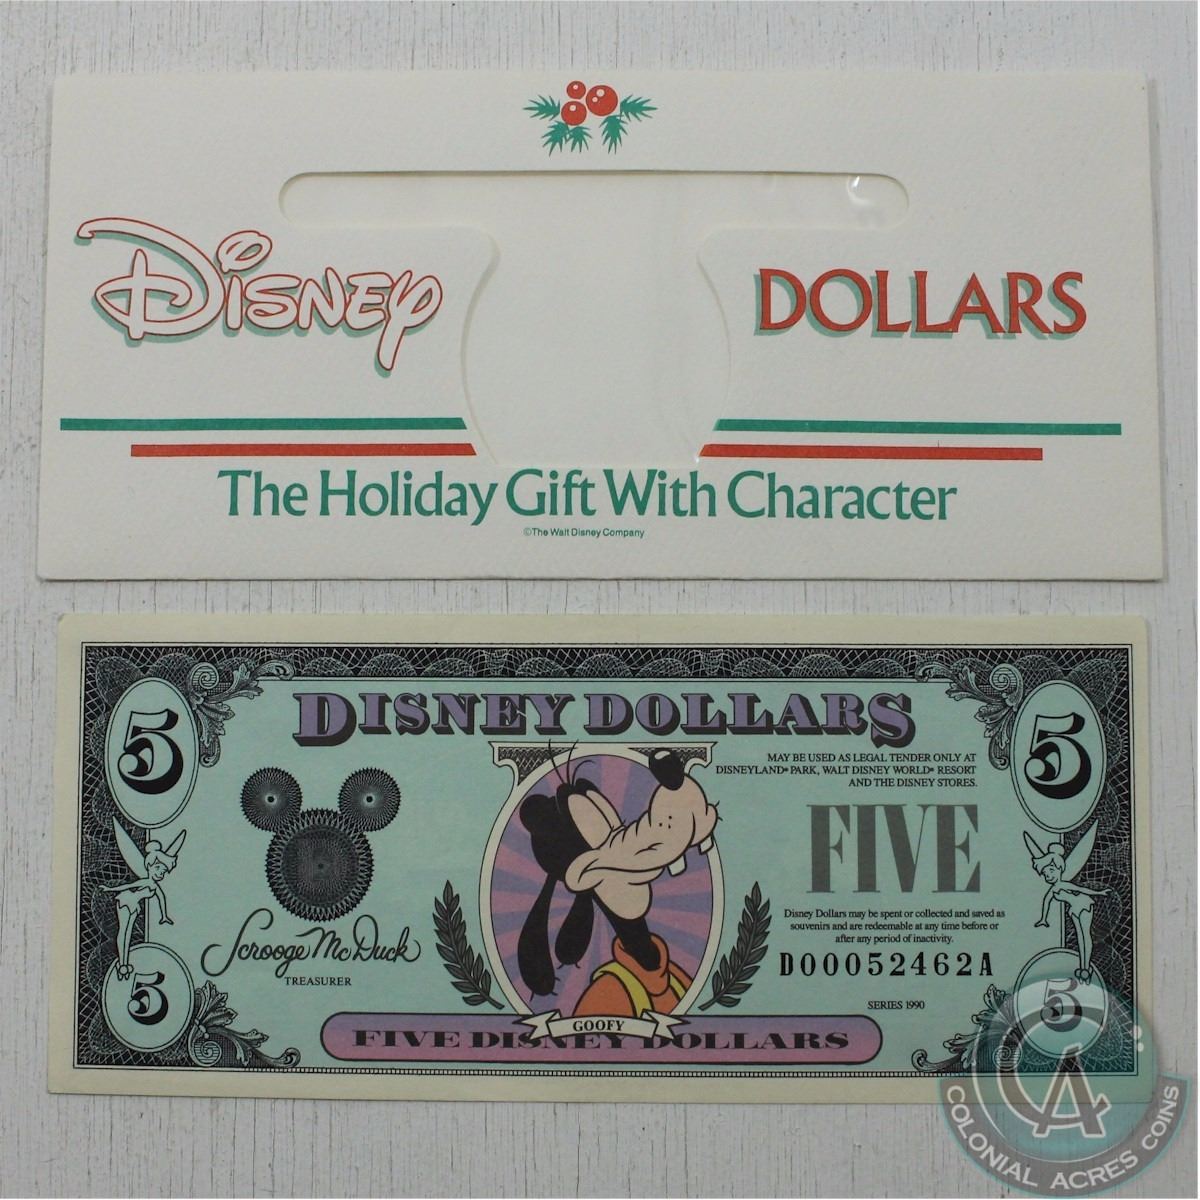 Disney
DOLLARS
The Holiday Gift With Character
©The Walt Disney Company
DISNEY DOLLARS
5
5
MAY BE USED AS LEGAL TENDER ONLY AT
DISNEYLAND® PARK, WALT DISNEY WORLD® RESORT
AND THE DISNEY STORES.
FIVE
Disney Dollars may be spent or collected and saved as
souvenirs and are redeemable at any time before or
after any period of inactivity.
Scrooge McDuck
TREASURER
D00052462A
SERIES 1990
5
5
GOOFY
FIVE DISNEY DOLLARS
CA
COLONIAL ACRES COINS